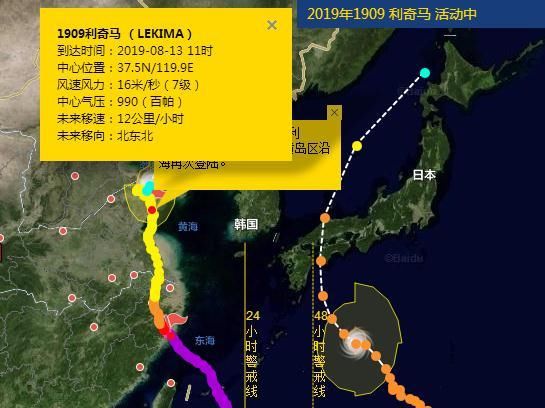 2019年1909 利奇马 活动中
1909利奇马 （ LEKIMA ）
到达时间：2019-08-13 11时
中心位置：37.5N/119.9E
风速风力：16米/秒（7级）
中心气压：990（百帕）
未来移速：12公里/小时
未来移向：北东北
利
岛区沿
海再次登陆。
日本
韩国
黄海
©Baidu
24小时警戒线
48小时警戒线
东海